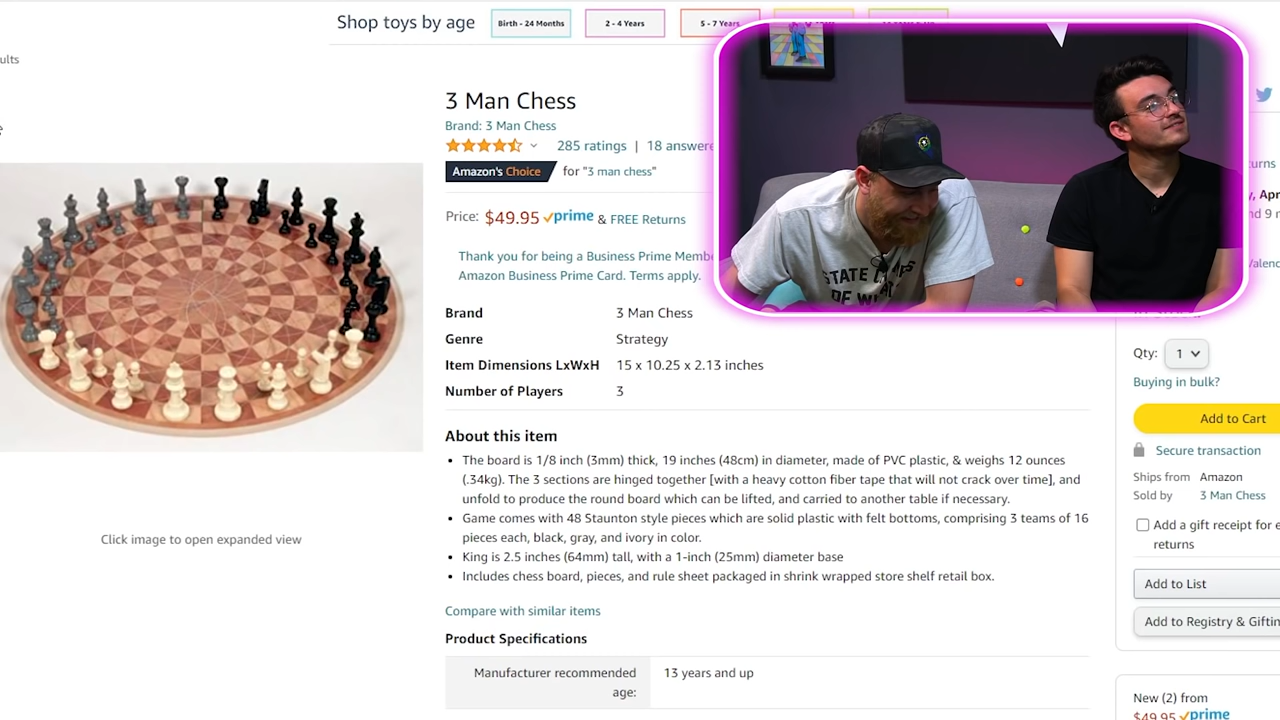 Shop toys by age
Birth - 24 Months
2 - 4 Years
5 - 7 Years
ults
3 Man Chess
Brand: 3 Man Chess
285 ratings | 18 answere
Amazon's Choice for "3 man chess"
Price: $49.95 prime & FREE Returns
Thank you for being a Business Prime Membe
Amazon Business Prime Card. Terms apply.
Brand 3 Man Chess
Genre Strategy
Item Dimensions LxWxH 15 x 10.25 x 2.13 inches
Number of Players 3
About this item
• The board is 1/8 inch (3mm) thick, 19 inches (48cm) in diameter, made of PVC plastic, & weighs 12 ounces
(.34kg). The 3 sections are hinged together [with a heavy cotton fiber tape that will not crack over time], and
unfold to produce the round board which can be lifted, and carried to another table if necessary.
• Game comes with 48 Staunton style pieces which are solid plastic with felt bottoms, comprising 3 teams of 16
pieces each, black, gray, and ivory in color.
• King is 2.5 inches (64mm) tall, with a 1-inch (25mm) diameter base
• Includes chess board, pieces, and rule sheet packaged in shrink wrapped store shelf retail box.
Compare with similar items
Product Specifications
Manufacturer recommended
age:
13 years and up
Click image to open expanded view
STATE
OF
turns
y, Apr
nd 9 m
Valenc
Qty: 1
Buying in bulk?
Add to Cart
Secure transaction
Ships from Amazon
Sold by 3 Man Chess
Add a gift receipt for e
returns
Add to List
Add to Registry & Giftin
New (2) from
$49.95 prime